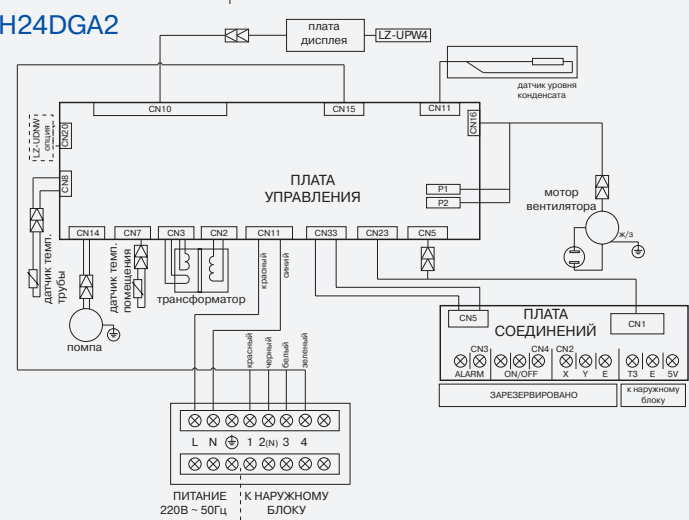 H24DGA2
плата
дисплея
LZ-UPW4
датчик уровня
конденсата
CN10
CN15
CN11
CN16
LZ-UDNW
опция
CN20
CN8
ПЛАТА
УПРАВЛЕНИЯ
P1
P2
мотор
вентилятора
ж/з
CN14
CN7
CN3
CN2
CN11
CN33
CN23
CN5
датчик темп.
трубы
датчик темп.
помещения
трансформатор
красный
синий
помпа
красный
черный
белый
зеленый
CN5
ПЛАТА
СОЕДИНЕНИЙ
CN1
CN3
CN4
CN2
ALARM
ON/OFF
X
Y
E
T3
E
5V
ЗАРЕЗЕРВИРОВАНО
к наружному
блоку
L N 1 2(N) 3 4
ПИТАНИЕ
220В ~ 50Гц
К НАРУЖНОМУ
БЛОКУ